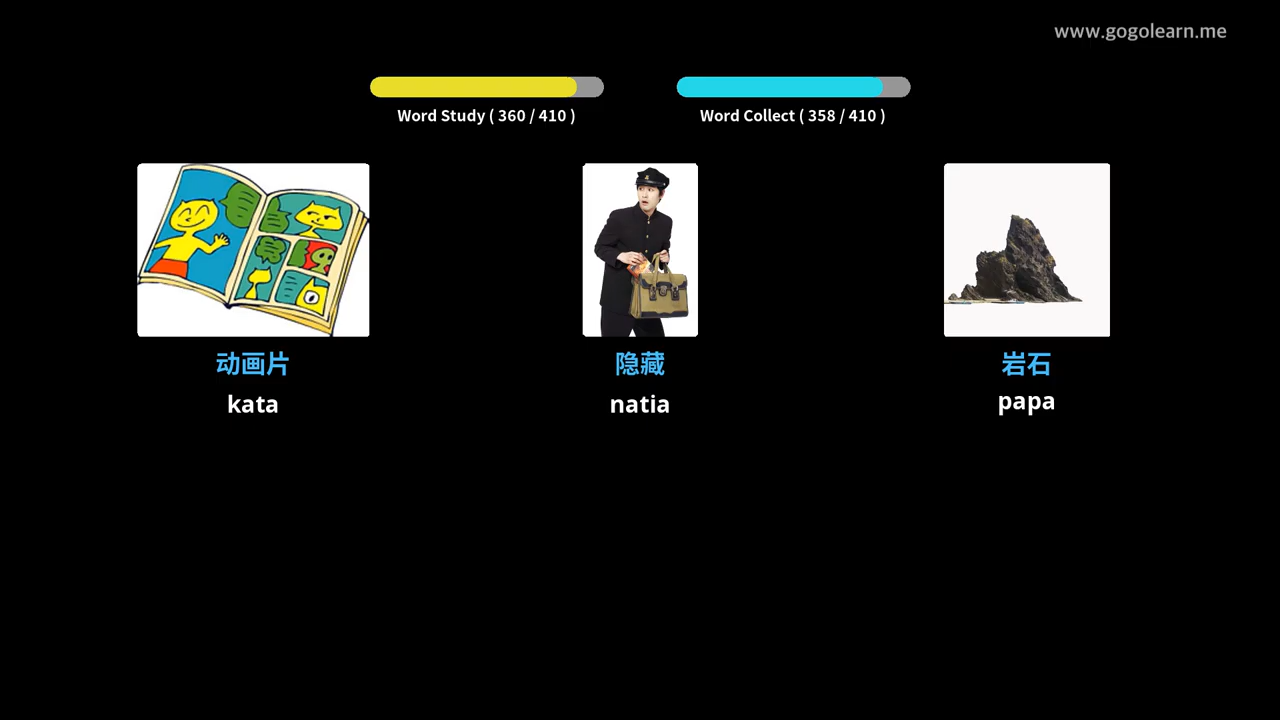 www.gogolearn.me
Word Study ( 360 / 410 )
Word Collect ( 358 / 410 )
动画片
隐藏
岩石
kata
natia
papa